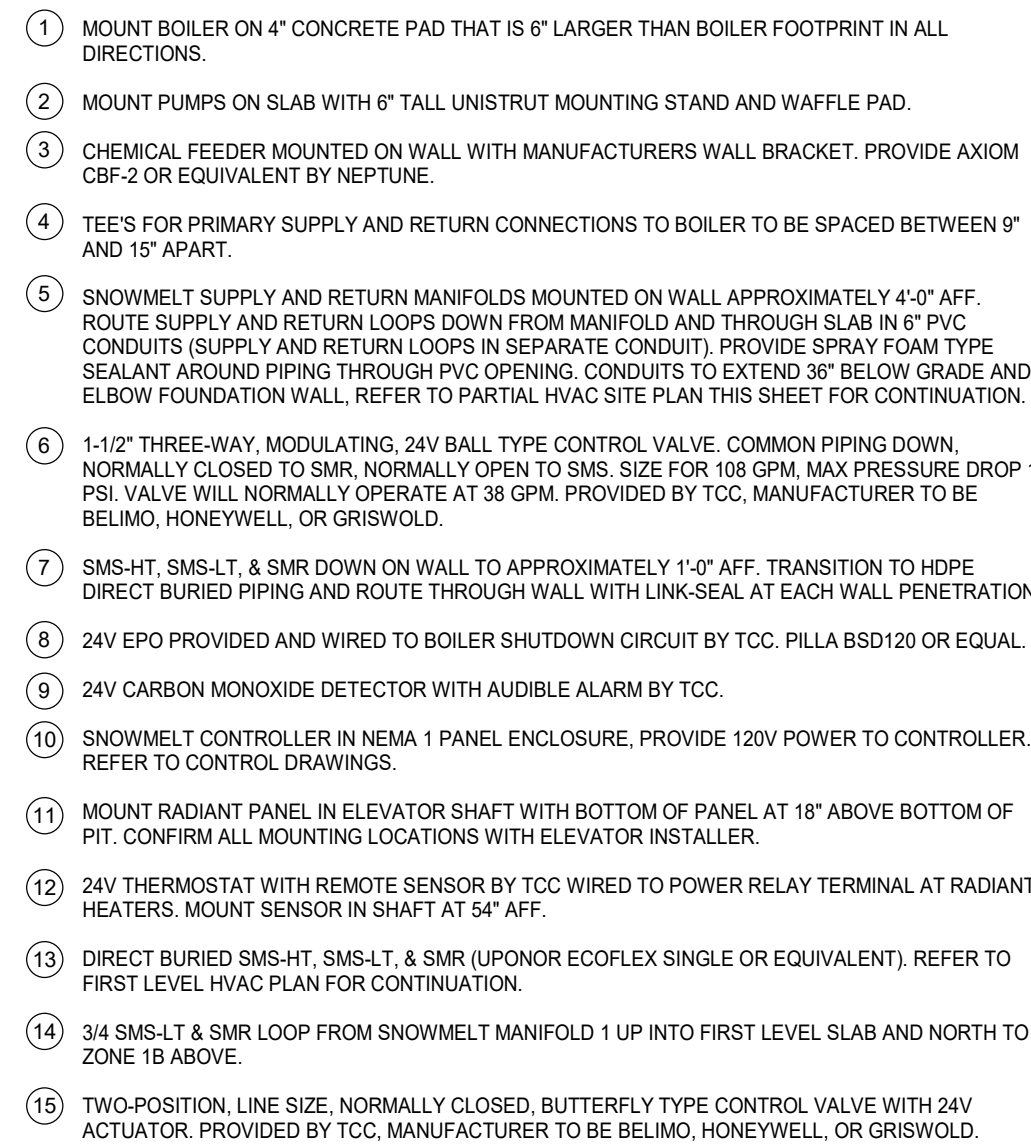 1 MOUNT BOILER ON 4" CONCRETE PAD THAT IS 6" LARGER THAN BOILER FOOTPRINT IN ALL
DIRECTIONS.
2 MOUNT PUMPS ON SLAB WITH 6" TALL UNISTRUT MOUNTING STAND AND WAFFLE PAD.
3 CHEMICAL FEEDER MOUNTED ON WALL WITH MANUFACTURERS WALL BRACKET. PROVIDE AXIOM
CBF-2 OR EQUIVALENT BY NEPTUNE.
4 TEE'S FOR PRIMARY SUPPLY AND RETURN CONNECTIONS TO BOILER TO BE SPACED BETWEEN 9"
AND 15" APART.
5 SNOWMELT SUPPLY AND RETURN MANIFOLDS MOUNTED ON WALL APPROXIMATELY 4'-0" AFF.
ROUTE SUPPLY AND RETURN LOOPS DOWN FROM MANIFOLD AND THROUGH SLAB IN 6" PVC
CONDUITS (SUPPLY AND RETURN LOOPS IN SEPARATE CONDUIT). PROVIDE SPRAY FOAM TYPE
SEALANT AROUND PIPING THROUGH PVC OPENING. CONDUITS TO EXTEND 36" BELOW GRADE AND
ELBOW FOUNDATION WALL, REFER TO PARTIAL HVAC SITE PLAN THIS SHEET FOR CONTINUATION.
6 1-1/2" THREE-WAY, MODULATING, 24V BALL TYPE CONTROL VALVE. COMMON PIPING DOWN,
NORMALLY CLOSED TO SMR, NORMALLY OPEN TO SMS. SIZE FOR 108 GPM, MAX PRESSURE DROP
PSI. VALVE WILL NORMALLY OPERATE AT 38 GPM. PROVIDED BY TCC, MANUFACTURER TO BE
BELIMO, HONEYWELL, OR GRISWOLD.
7 SMS-HT, SMS-LT, & SMR DOWN ON WALL TO APPROXIMATELY 1'-0" AFF. TRANSITION TO HDPE
DIRECT BURIED PIPING AND ROUTE THROUGH WALL WITH LINK-SEAL AT EACH WALL PENETRATION
8 24V EPO PROVIDED AND WIRED TO BOILER SHUTDOWN CIRCUIT BY TCC. PILLA BSD120 OR EQUAL.
9 24V CARBON MONOXIDE DETECTOR WITH AUDIBLE ALARM BY TCC.
10 SNOWMELT CONTROLLER IN NEMA 1 PANEL ENCLOSURE, PROVIDE 120V POWER TO CONTROLLER.
REFER TO CONTROL DRAWINGS.
11 MOUNT RADIANT PANEL IN ELEVATOR SHAFT WITH BOTTOM OF PANEL AT 18" ABOVE BOTTOM OF
PIT. CONFIRM ALL MOUNTING LOCATIONS WITH ELEVATOR INSTALLER.
12 24V THERMOSTAT WITH REMOTE SENSOR BY TCC WIRED TO POWER RELAY TERMINAL AT RADIANT
HEATERS. MOUNT SENSOR IN SHAFT AT 54" AFF.
13 DIRECT BURIED SMS-HT, SMS-LT, & SMR (UPONOR ECOFLEX SINGLE OR EQUIVALENT). REFER TO
FIRST LEVEL HVAC PLAN FOR CONTINUATION.
14 3/4 SMS-LT & SMR LOOP FROM SNOWMELT MANIFOLD 1 UP INTO FIRST LEVEL SLAB AND NORTH TO
ZONE 1B ABOVE.
15 TWO-POSITION, LINE SIZE, NORMALLY CLOSED, BUTTERFLY TYPE CONTROL VALVE WITH 24V
ACTUATOR. PROVIDED BY TCC, MANUFACTURER TO BE BELIMO, HONEYWELL, OR GRISWOLD.